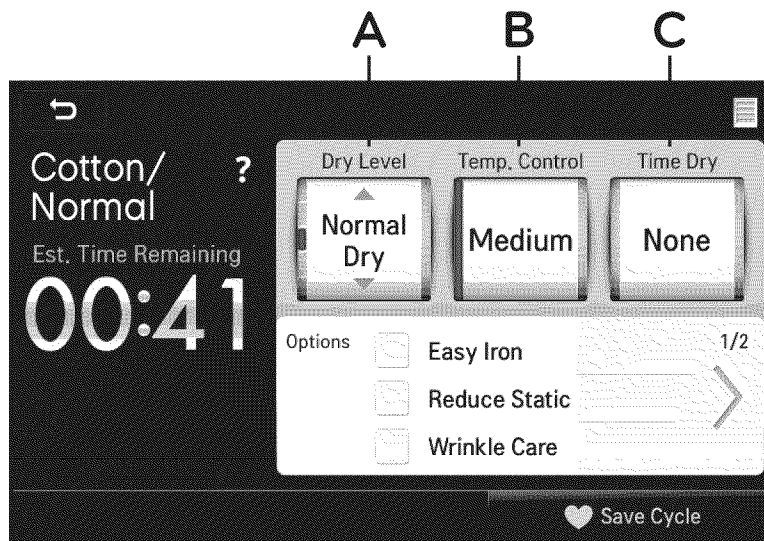 A B C
Cotton/ ?
Normal
Est. Time Remaining
00:41
Dry Level Temp. Control Time Dry
Normal
Dry
Medium
None
Options
Easy Iron
Reduce Static
Wrinkle Care
1/2
Save Cycle